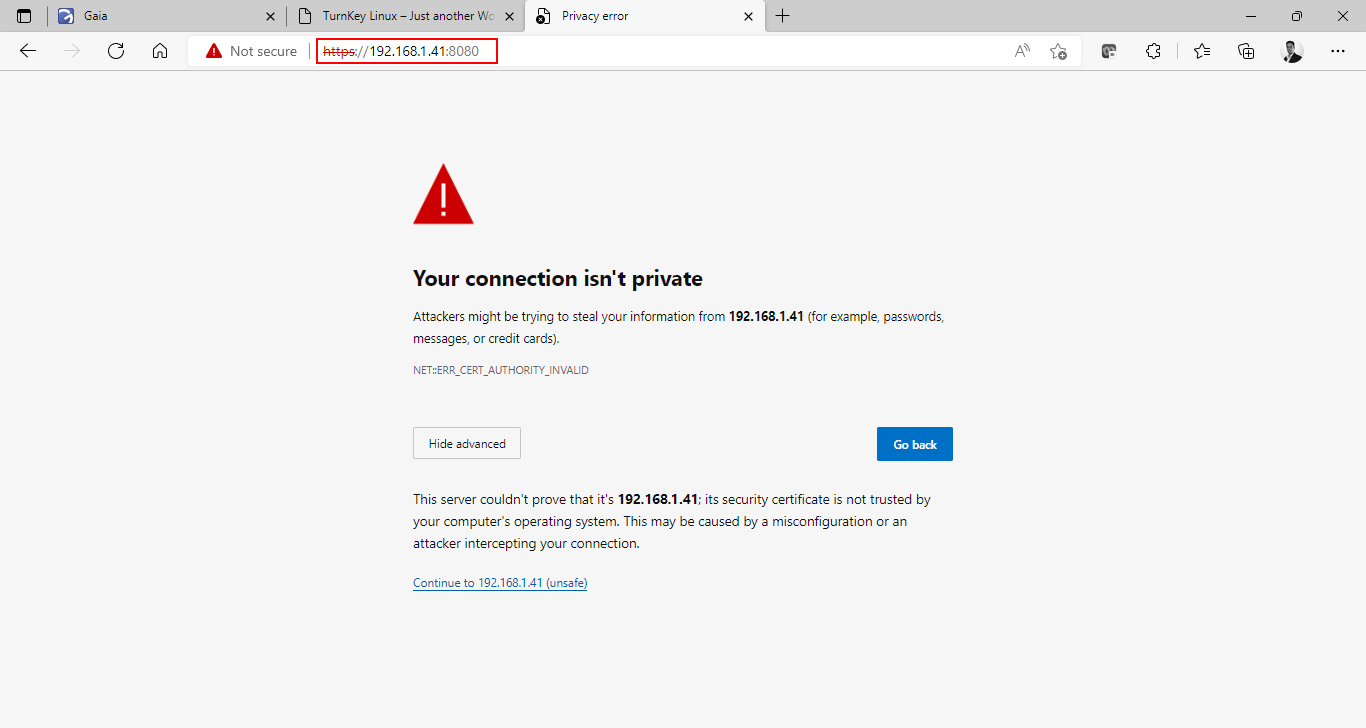 Gaia
TurnKey Linux – Just another Wo
Privacy error
Not secure
https://192.168.1.41:8080
Your connection isn't private
Attackers might be trying to steal your information from 192.168.1.41 (for example, passwords,
messages, or credit cards).
NET::ERR_CERT_AUTHORITY_INVALID
Hide advanced
Go back
This server couldn't prove that it's 192.168.1.41; its security certificate is not trusted by
your computer's operating system. This may be caused by a misconfiguration or an
attacker intercepting your connection.
Continue to 192.168.1.41 (unsafe)